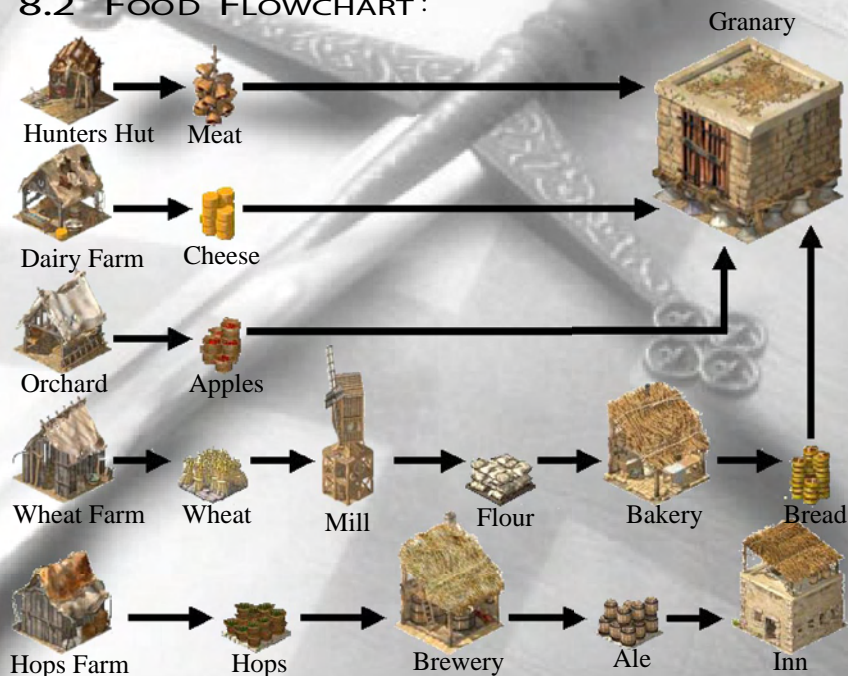 8.2 Food Flowchart:
Granary
Hunters Hut Meat
Dairy Farm Cheese
Orchard Apples
Wheat Farm Wheat Mill Flour Bakery Bread
Hops Farm Hops Brewery Ale Inn